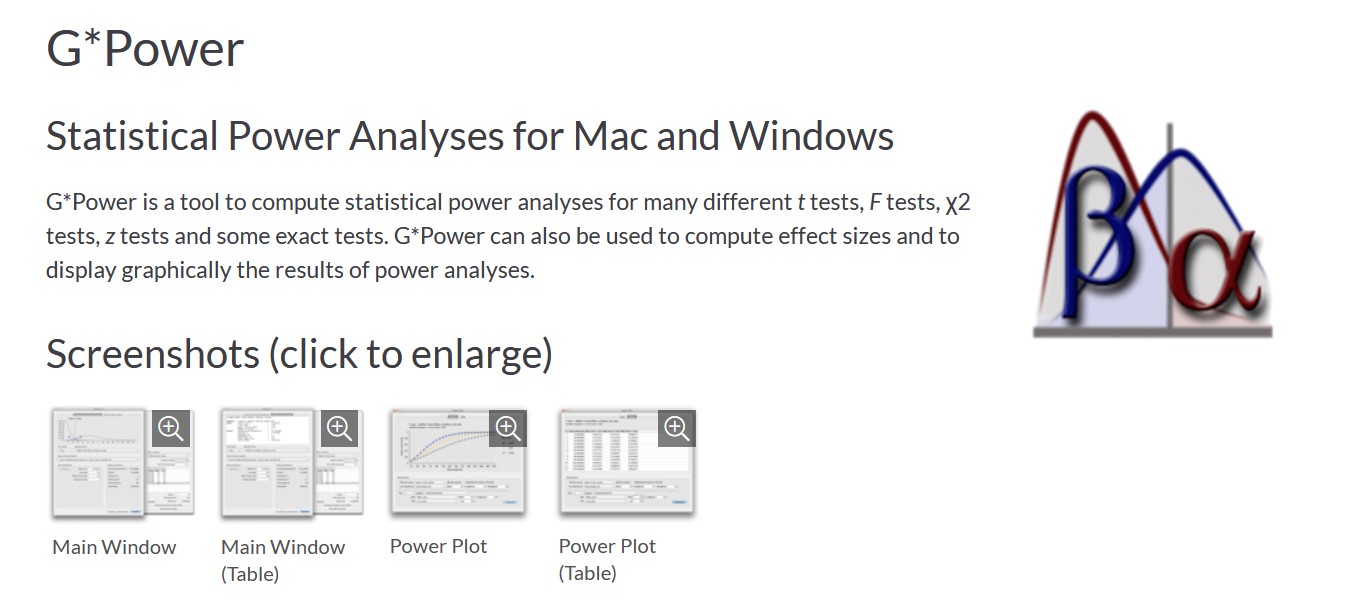 G*Power
Statistical Power Analyses for Mac and Windows
G*Power is a tool to compute statistical power analyses for many different t tests, F tests, χ2
tests, z tests and some exact tests. G*Power can also be used to compute effect sizes and to
display graphically the results of power analyses.
β α
Screenshots (click to enlarge)
Main Window
Main Window
(Table)
Power Plot
Power Plot
(Table)